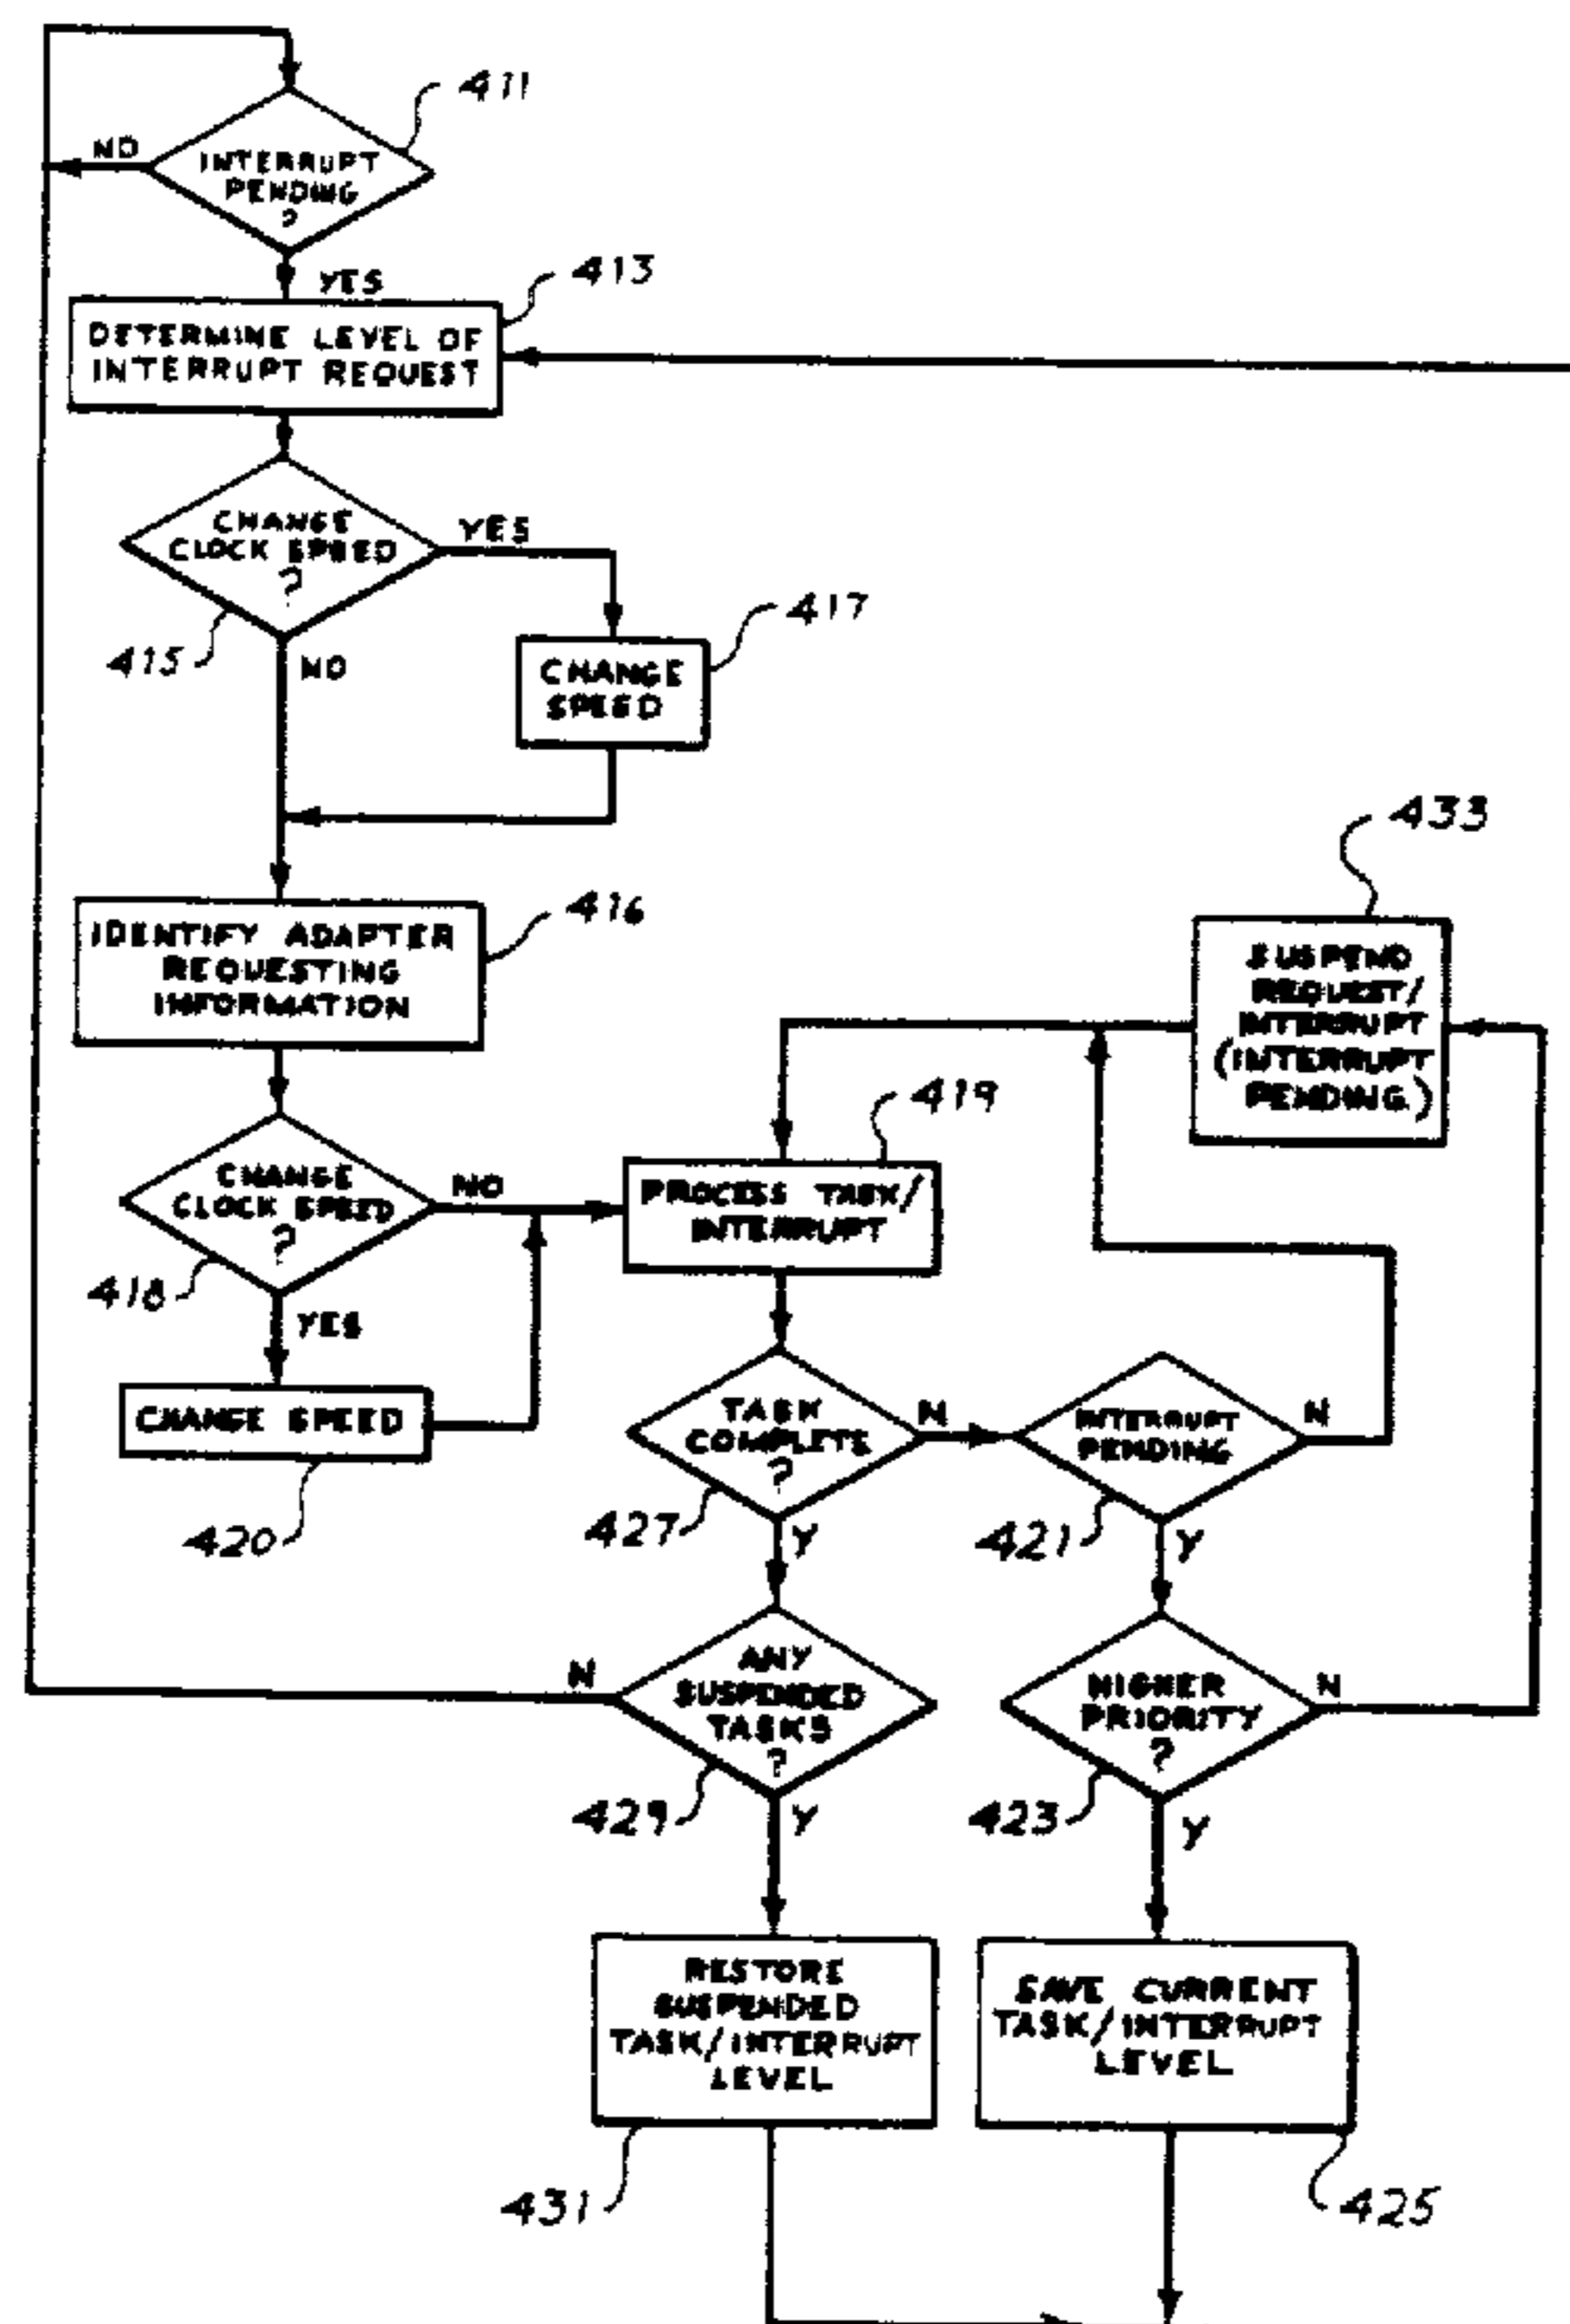 411
NO
INTERRUPT
PENDING
?
YES
413
DETERMINE LEVEL OF
INTERRUPT REQUEST
CHANGE
CLOCK SPEED
?
YES
415
NO
417
CHANGE
SPEED
416
IDENTIFY ADAPTER
REQUESTING
INFORMATION
433
SUSPEND
REQUEST/
INTERRUPT
(INTERRUPT
PENDING)
CHANGE
CLOCK SPEED
?
NO
418
YES
CHANGE SPEED
420
419
PROCESS TASK/
INTERRUPT
TASK
COMPLETE
?
N
427
Y
INTERRUPT
PENDING
N
421
Y
ANY
SUSPENDED
TASKS
?
N
429
Y
HIGHER
PRIORITY
?
N
423
Y
RESTORE
SUSPENDED
TASK/INTERRUPT
LEVEL
431
SAVE CURRENT
TASK/INTERRUPT
LEVEL
425